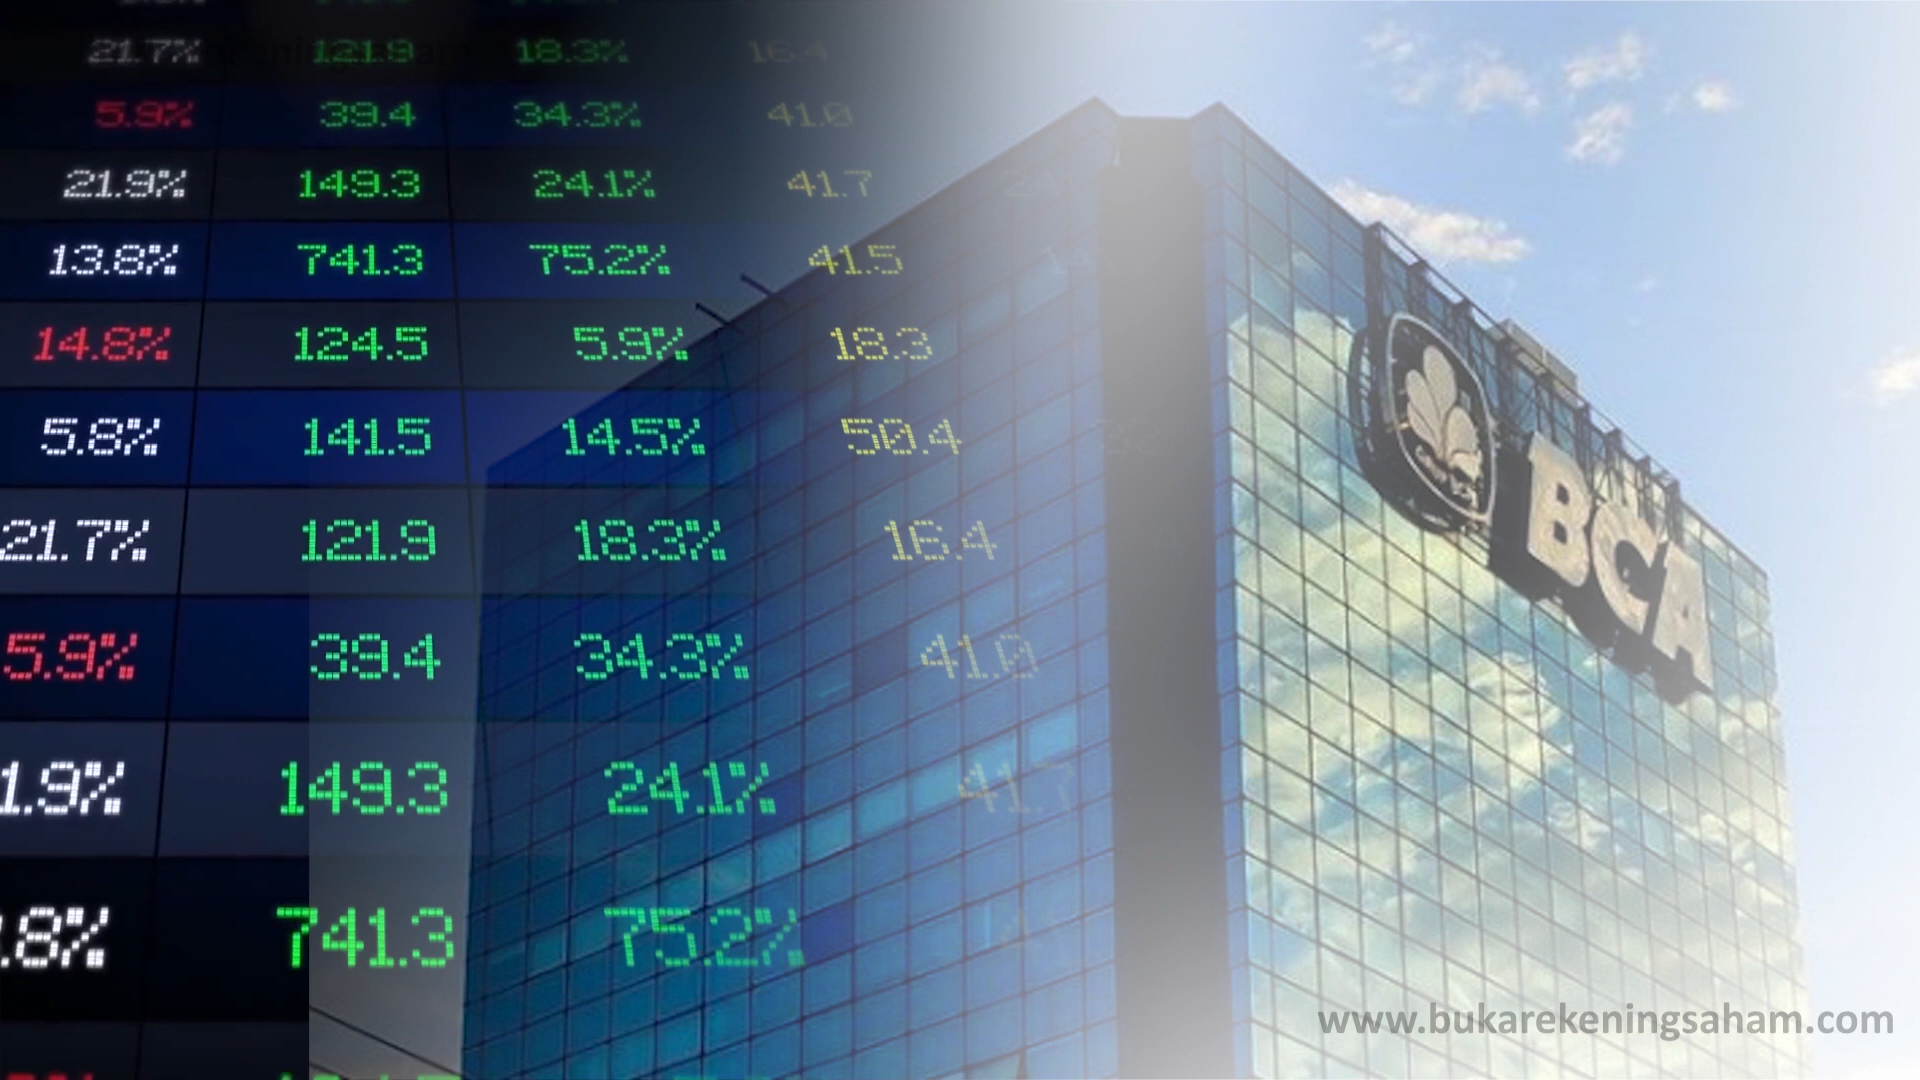 21.7% 121.9 18.3% 16.4
5.9% 39.4 34.3% 41.0
21.9% 149.3 24.1% 41.7
13.8% 741.3 75.2% 41.5
14.8% 124.5 5.9% 18.3
5.8% 141.5 14.5% 50.4
21.7% 121.9 18.3% 16.4
5.9% 39.4 34.3% 41.0
1.9% 149.3 24.1% 41.7
.8% 741.3 75.2%
BCA
www.bukarekeningsaham.com